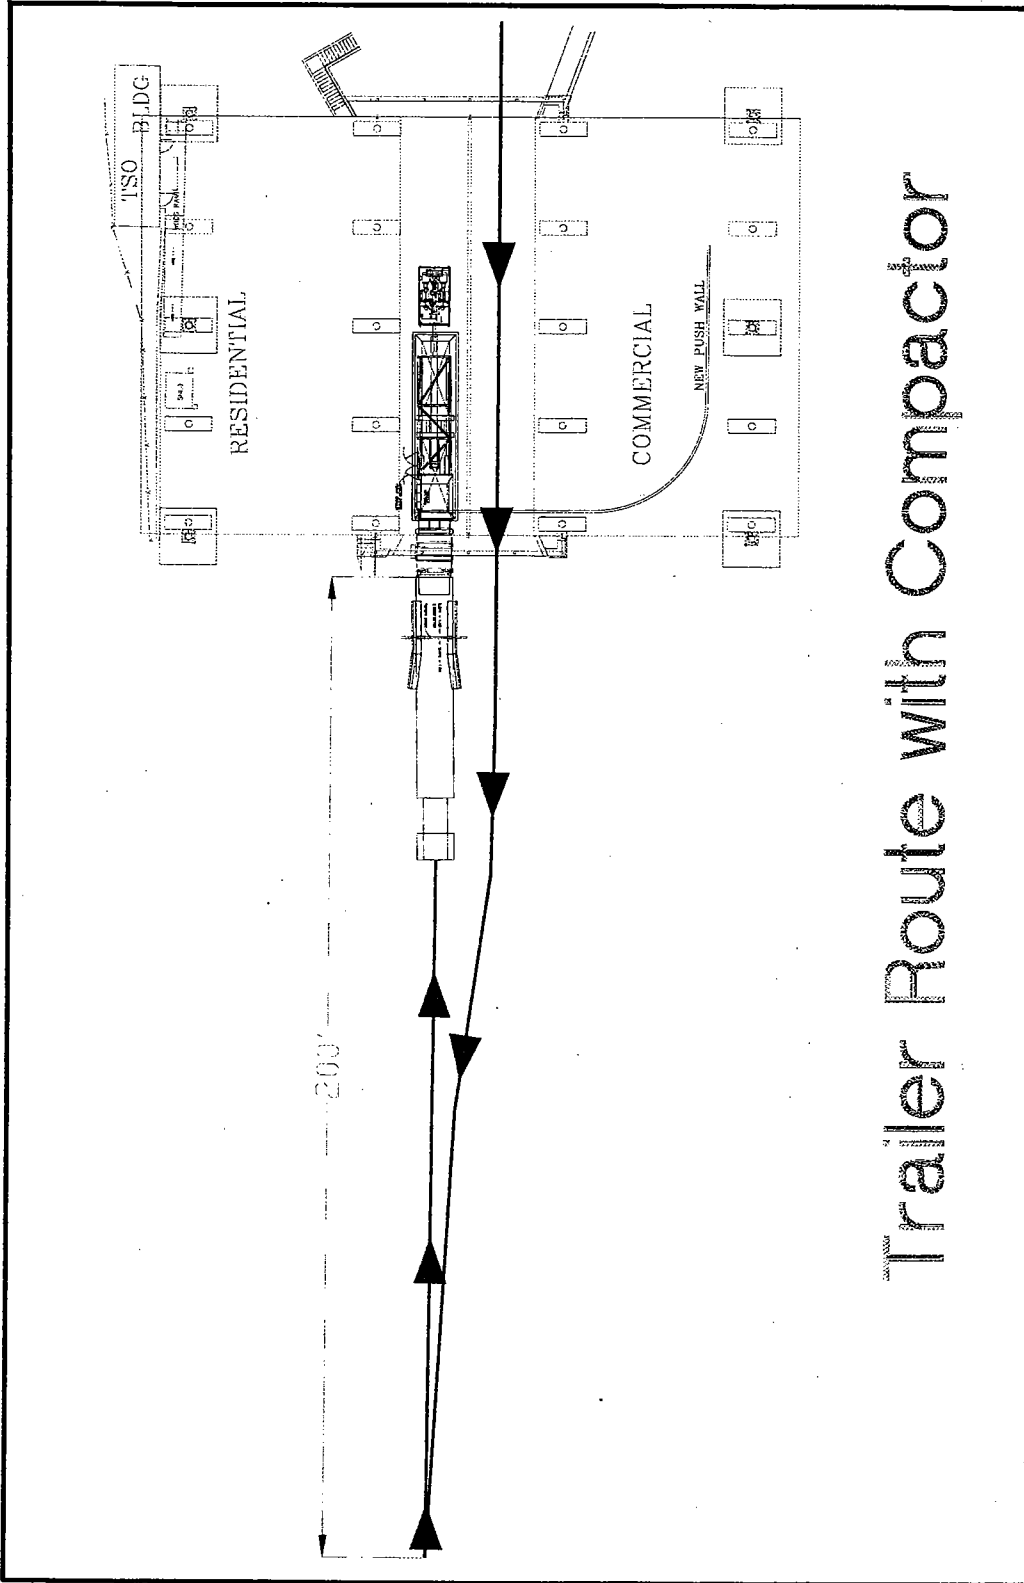 TSO BLDG
RESIDENTIAL
COMMERCIAL
NEW PUSH WALL
200'
Trailer Route with Compactor